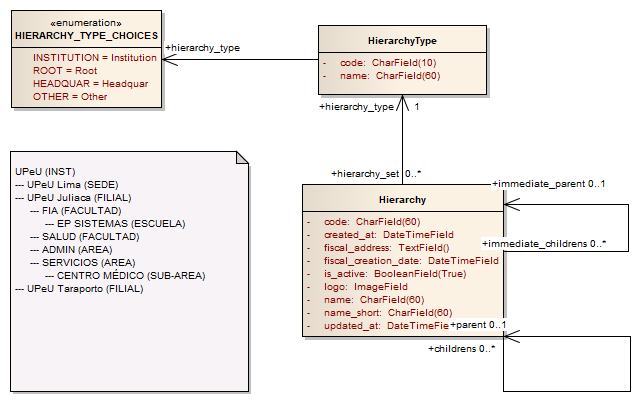 «enumeration»
HIERARCHY_TYPE_CHOICES
INSTITUTION = Institution
ROOT = Root
HEADQUAR = Headquar
OTHER = Other
+hierarchy_type
HierarchyType
- code: CharField(10)
- name: CharField(60)
+hierarchy_type 1
+hierarchy_set 0..*
UPeU (INST)
--- UPeU Lima (SEDE)
--- UPeU Juliaca (FILIAL)
--- FIA (FACULTAD)
--- EP SISTEMAS (ESCUELA)
--- SALUD (FACULTAD)
--- ADMIN (AREA)
--- SERVICIOS (AREA)
--- CENTRO MÉDICO (SUB-AREA)
--- UPeU Taraporto (FILIAL)
Hierarchy
- code: CharField(60)
- created_at: DateTimeField
- fiscal_address: TextField()
- fiscal_creation_date: DateTimeField
- is_active: BooleanField(True)
- logo: ImageField
- name: CharField(60)
- name_short: CharField(60)
- updated_at: DateTimeFie
+immediate_parent 0..1
+immediate_childrens 0..*
+parent 0..1
+childrens 0..*